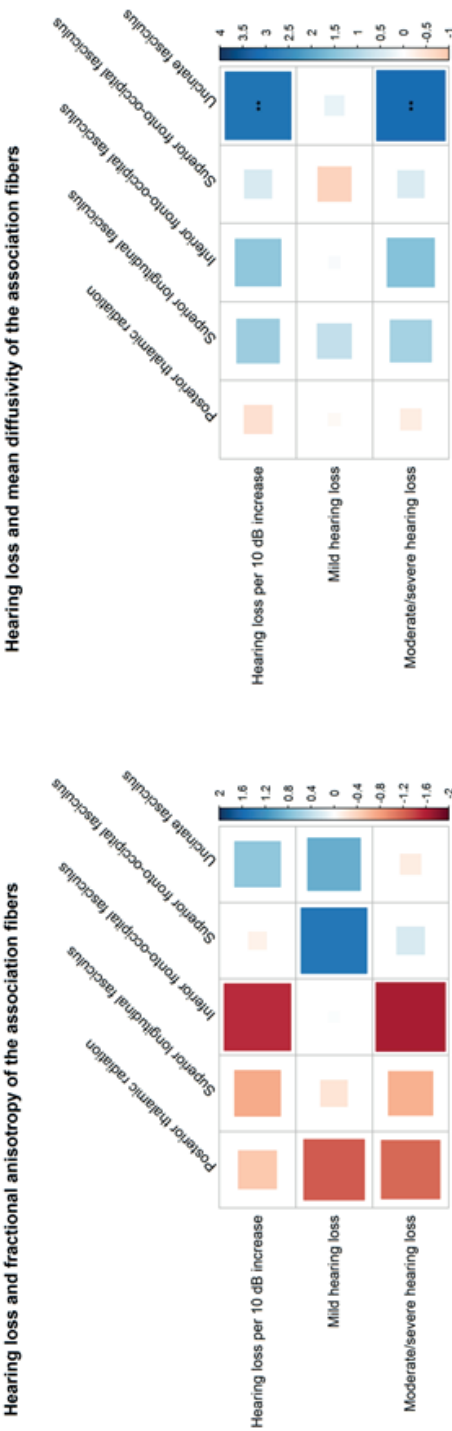 Hearing loss and fractional anisotropy of the association fibers
Posterior thalamic radiation
Superior longitudinal fasciculus
Inferior fronto-occipital fasciculus
Superior fronto-occipital fasciculus
Uncinate fasciculus
Hearing loss per 10 dB increase
Mild hearing loss
Moderate/severe hearing loss
2
1.6
1.2
0.8
0.4
0
-0.4
-0.8
-1.2
-1.6
-2
Hearing loss and mean diffusivity of the association fibers
Posterior thalamic radiation
Superior longitudinal fasciculus
Inferior fronto-occipital fasciculus
Superior fronto-occipital fasciculus
Uncinate fasciculus
Hearing loss per 10 dB increase
**
Mild hearing loss
Moderate/severe hearing loss
**
4
3.5
3
2.5
2
1.5
1
0.5
0
-0.5
-1